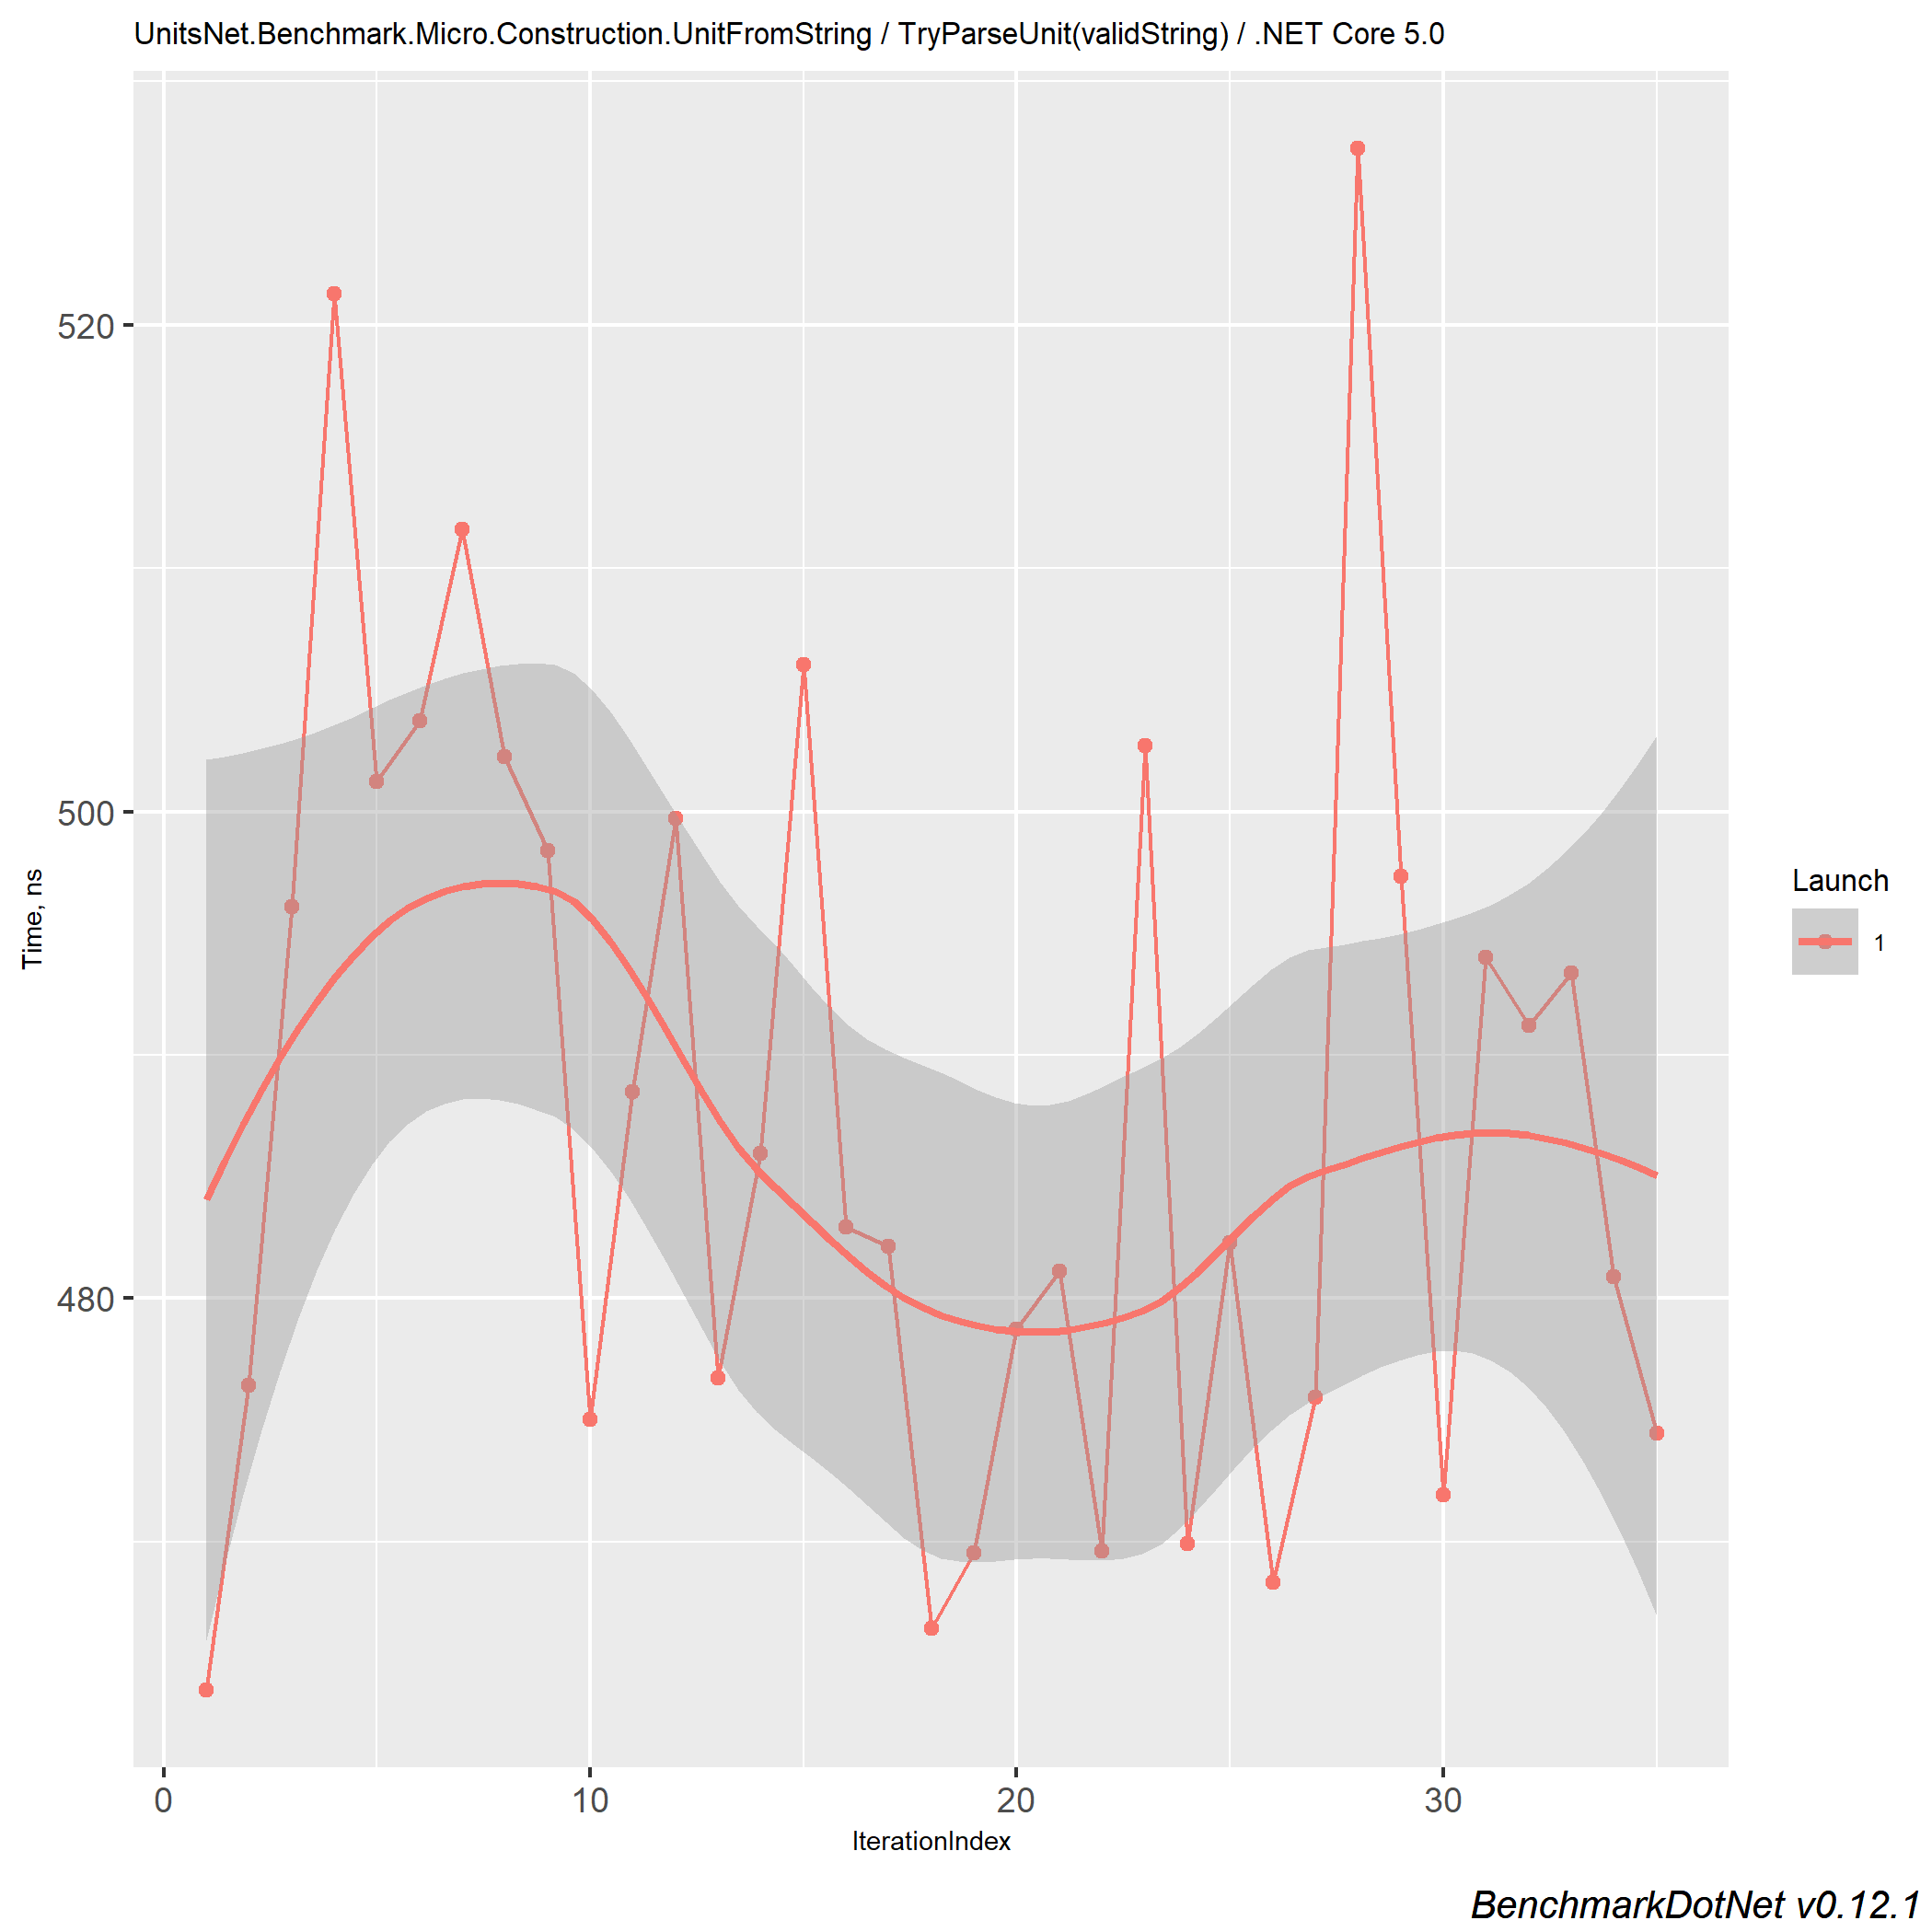 UnitsNet.Benchmark.Micro.Construction.UnitFromString / TryParseUnit(validString) / .NET Core 5.0
520
500
480
Time, ns
0 10 20 30
IterationIndex
Launch
1
BenchmarkDotNet v0.12.1